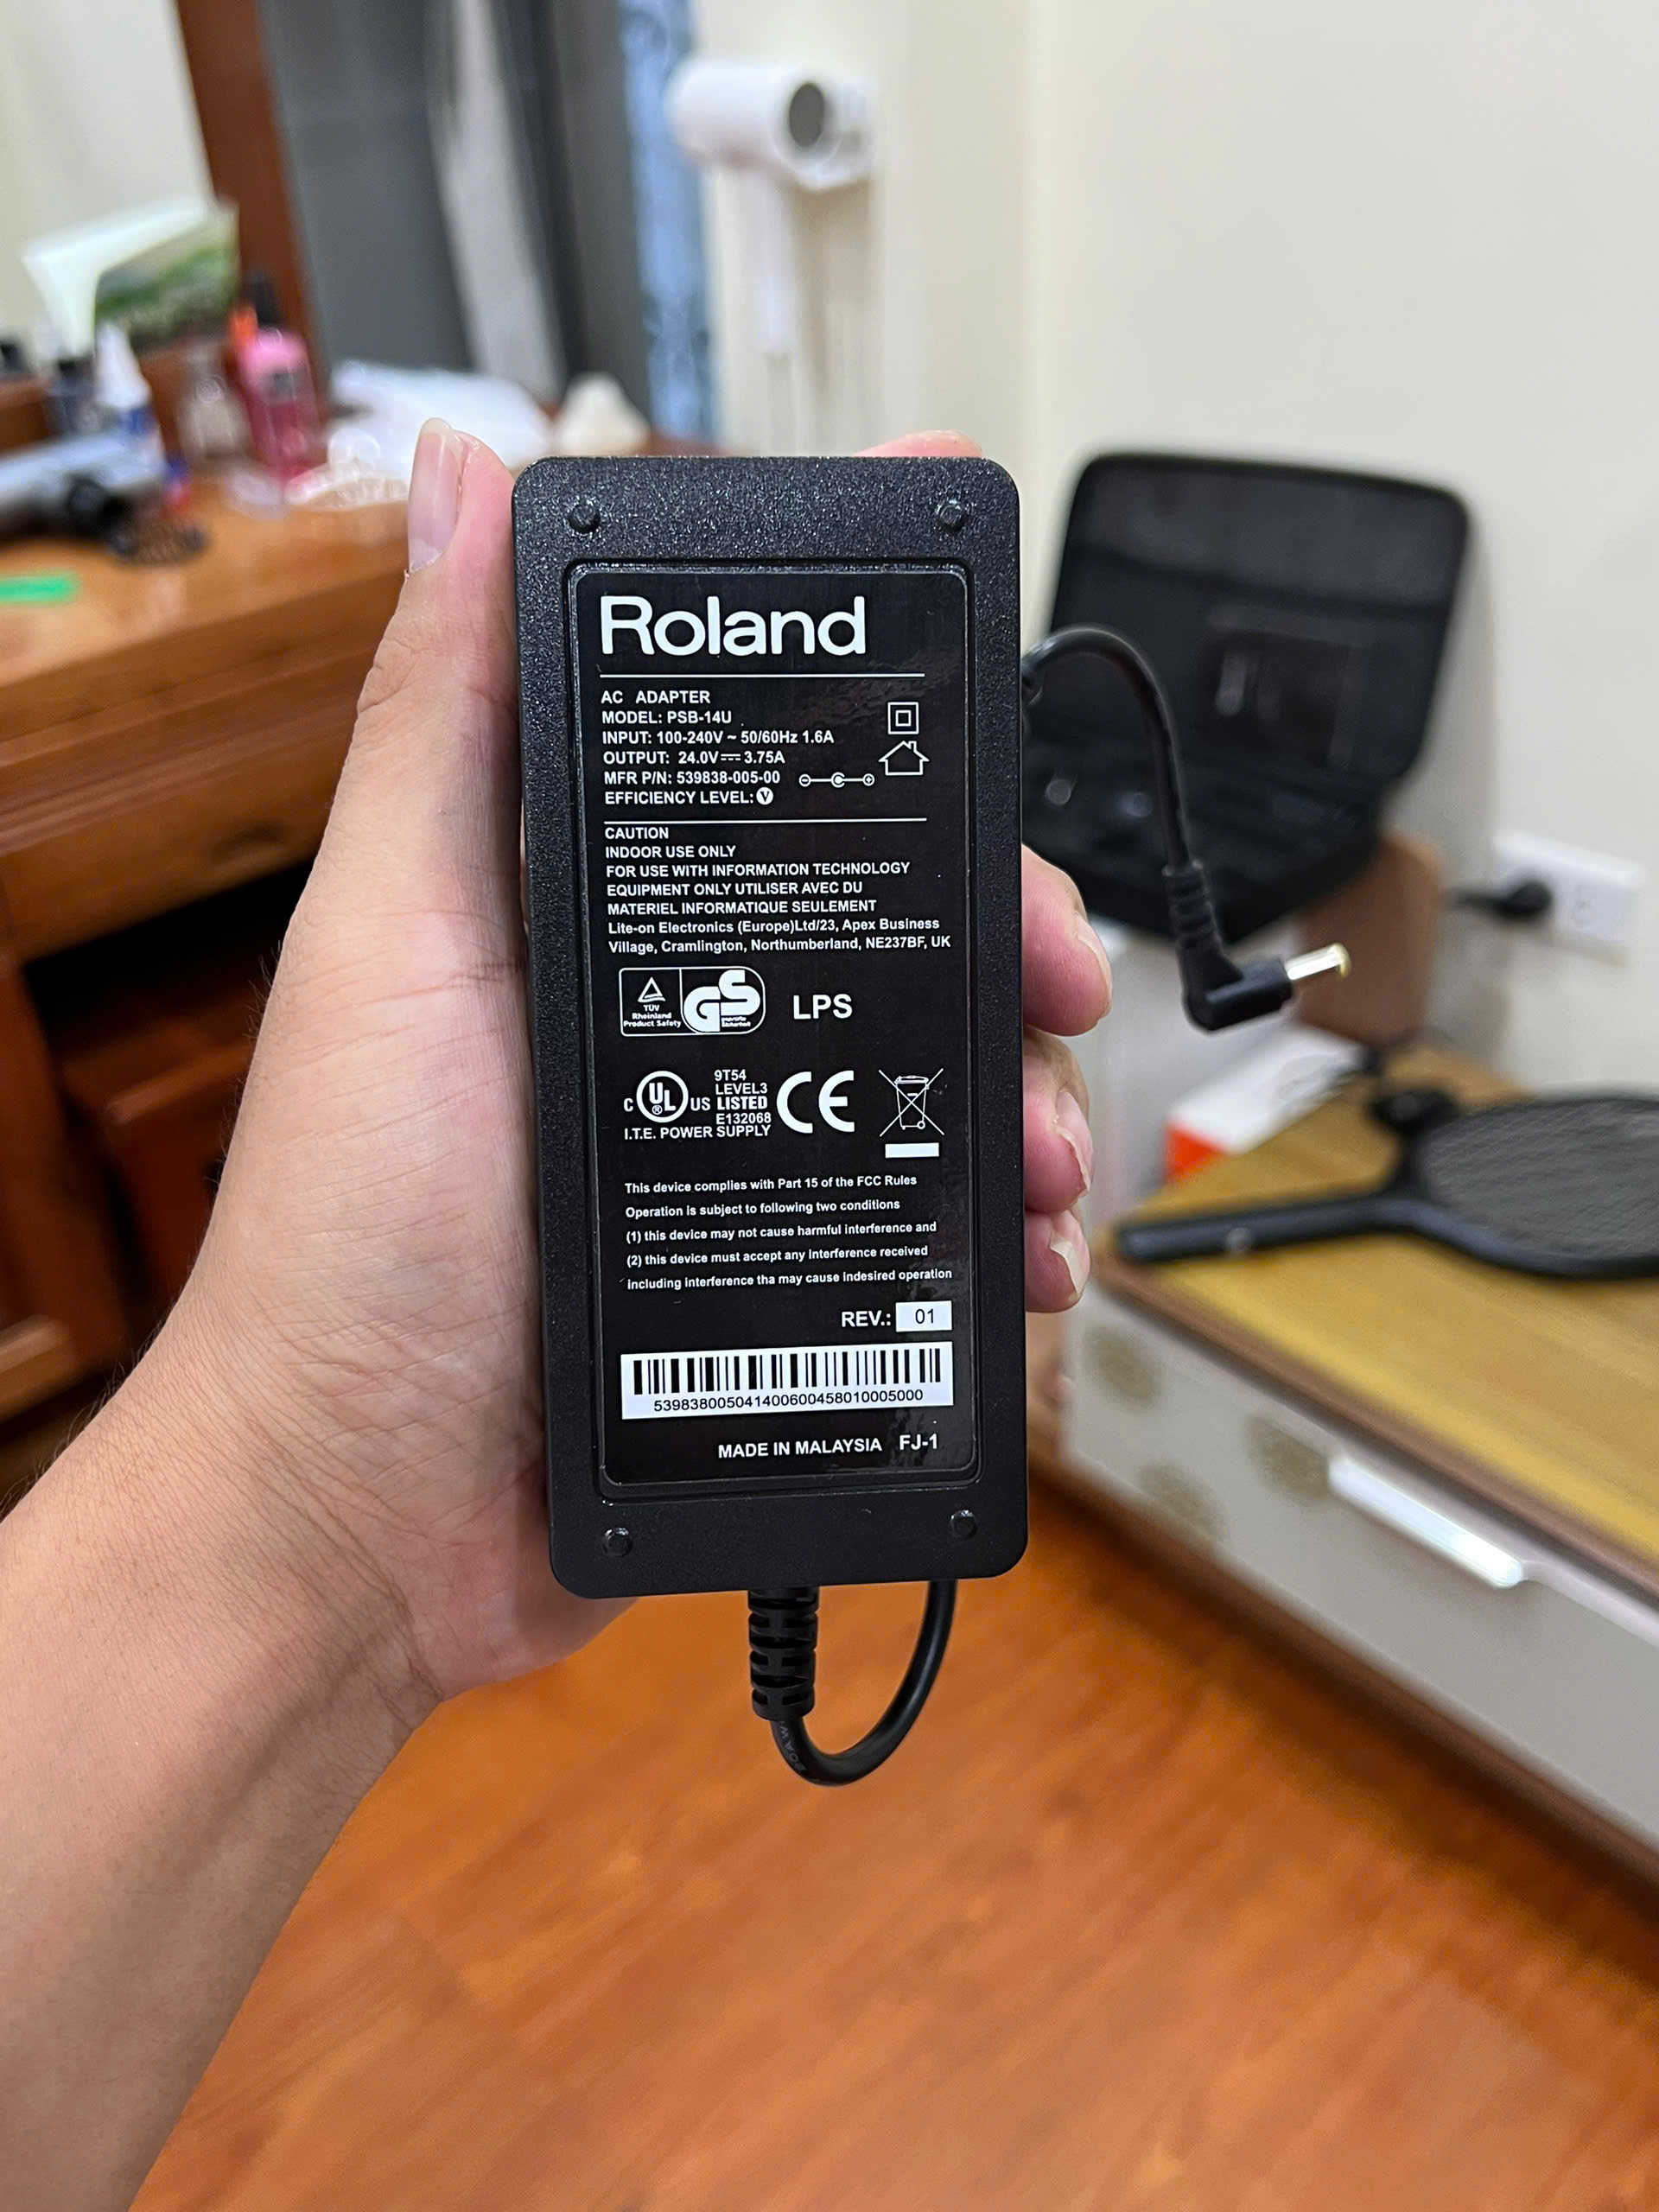 Roland
AC ADAPTER
MODEL: PSB-14U
INPUT: 100-240V ~ 50/60Hz 1.6A
OUTPUT: 24.0V⎓3.75A
MFR P/N: 539838-005-00
EFFICIENCY LEVEL: V
CAUTION
INDOOR USE ONLY
FOR USE WITH INFORMATION TECHNOLOGY
EQUIPMENT ONLY UTILISER AVEC DU
MATERIEL INFORMATIQUE SEULEMENT
Lite-on Electronics (Europe)Ltd/23, Apex Business
Village, Cramlington, Northumberland, NE237BF, UK
TÜV
Rheinland
Product Safety
GS
geprüfte
Sicherheit
LPS
C UL® US
9T54
LEVEL3
LISTED
E132068
I.T.E. POWER SUPPLY
CE
This device complies with Part 15 of the FCC Rules
Operation is subject to following two conditions
(1) this device may not cause harmful interference and
(2) this device must accept any interference received
including interference tha may cause indesired operation
REV.: 01
539838005041400600458010005000
MADE IN MALAYSIA FJ-1